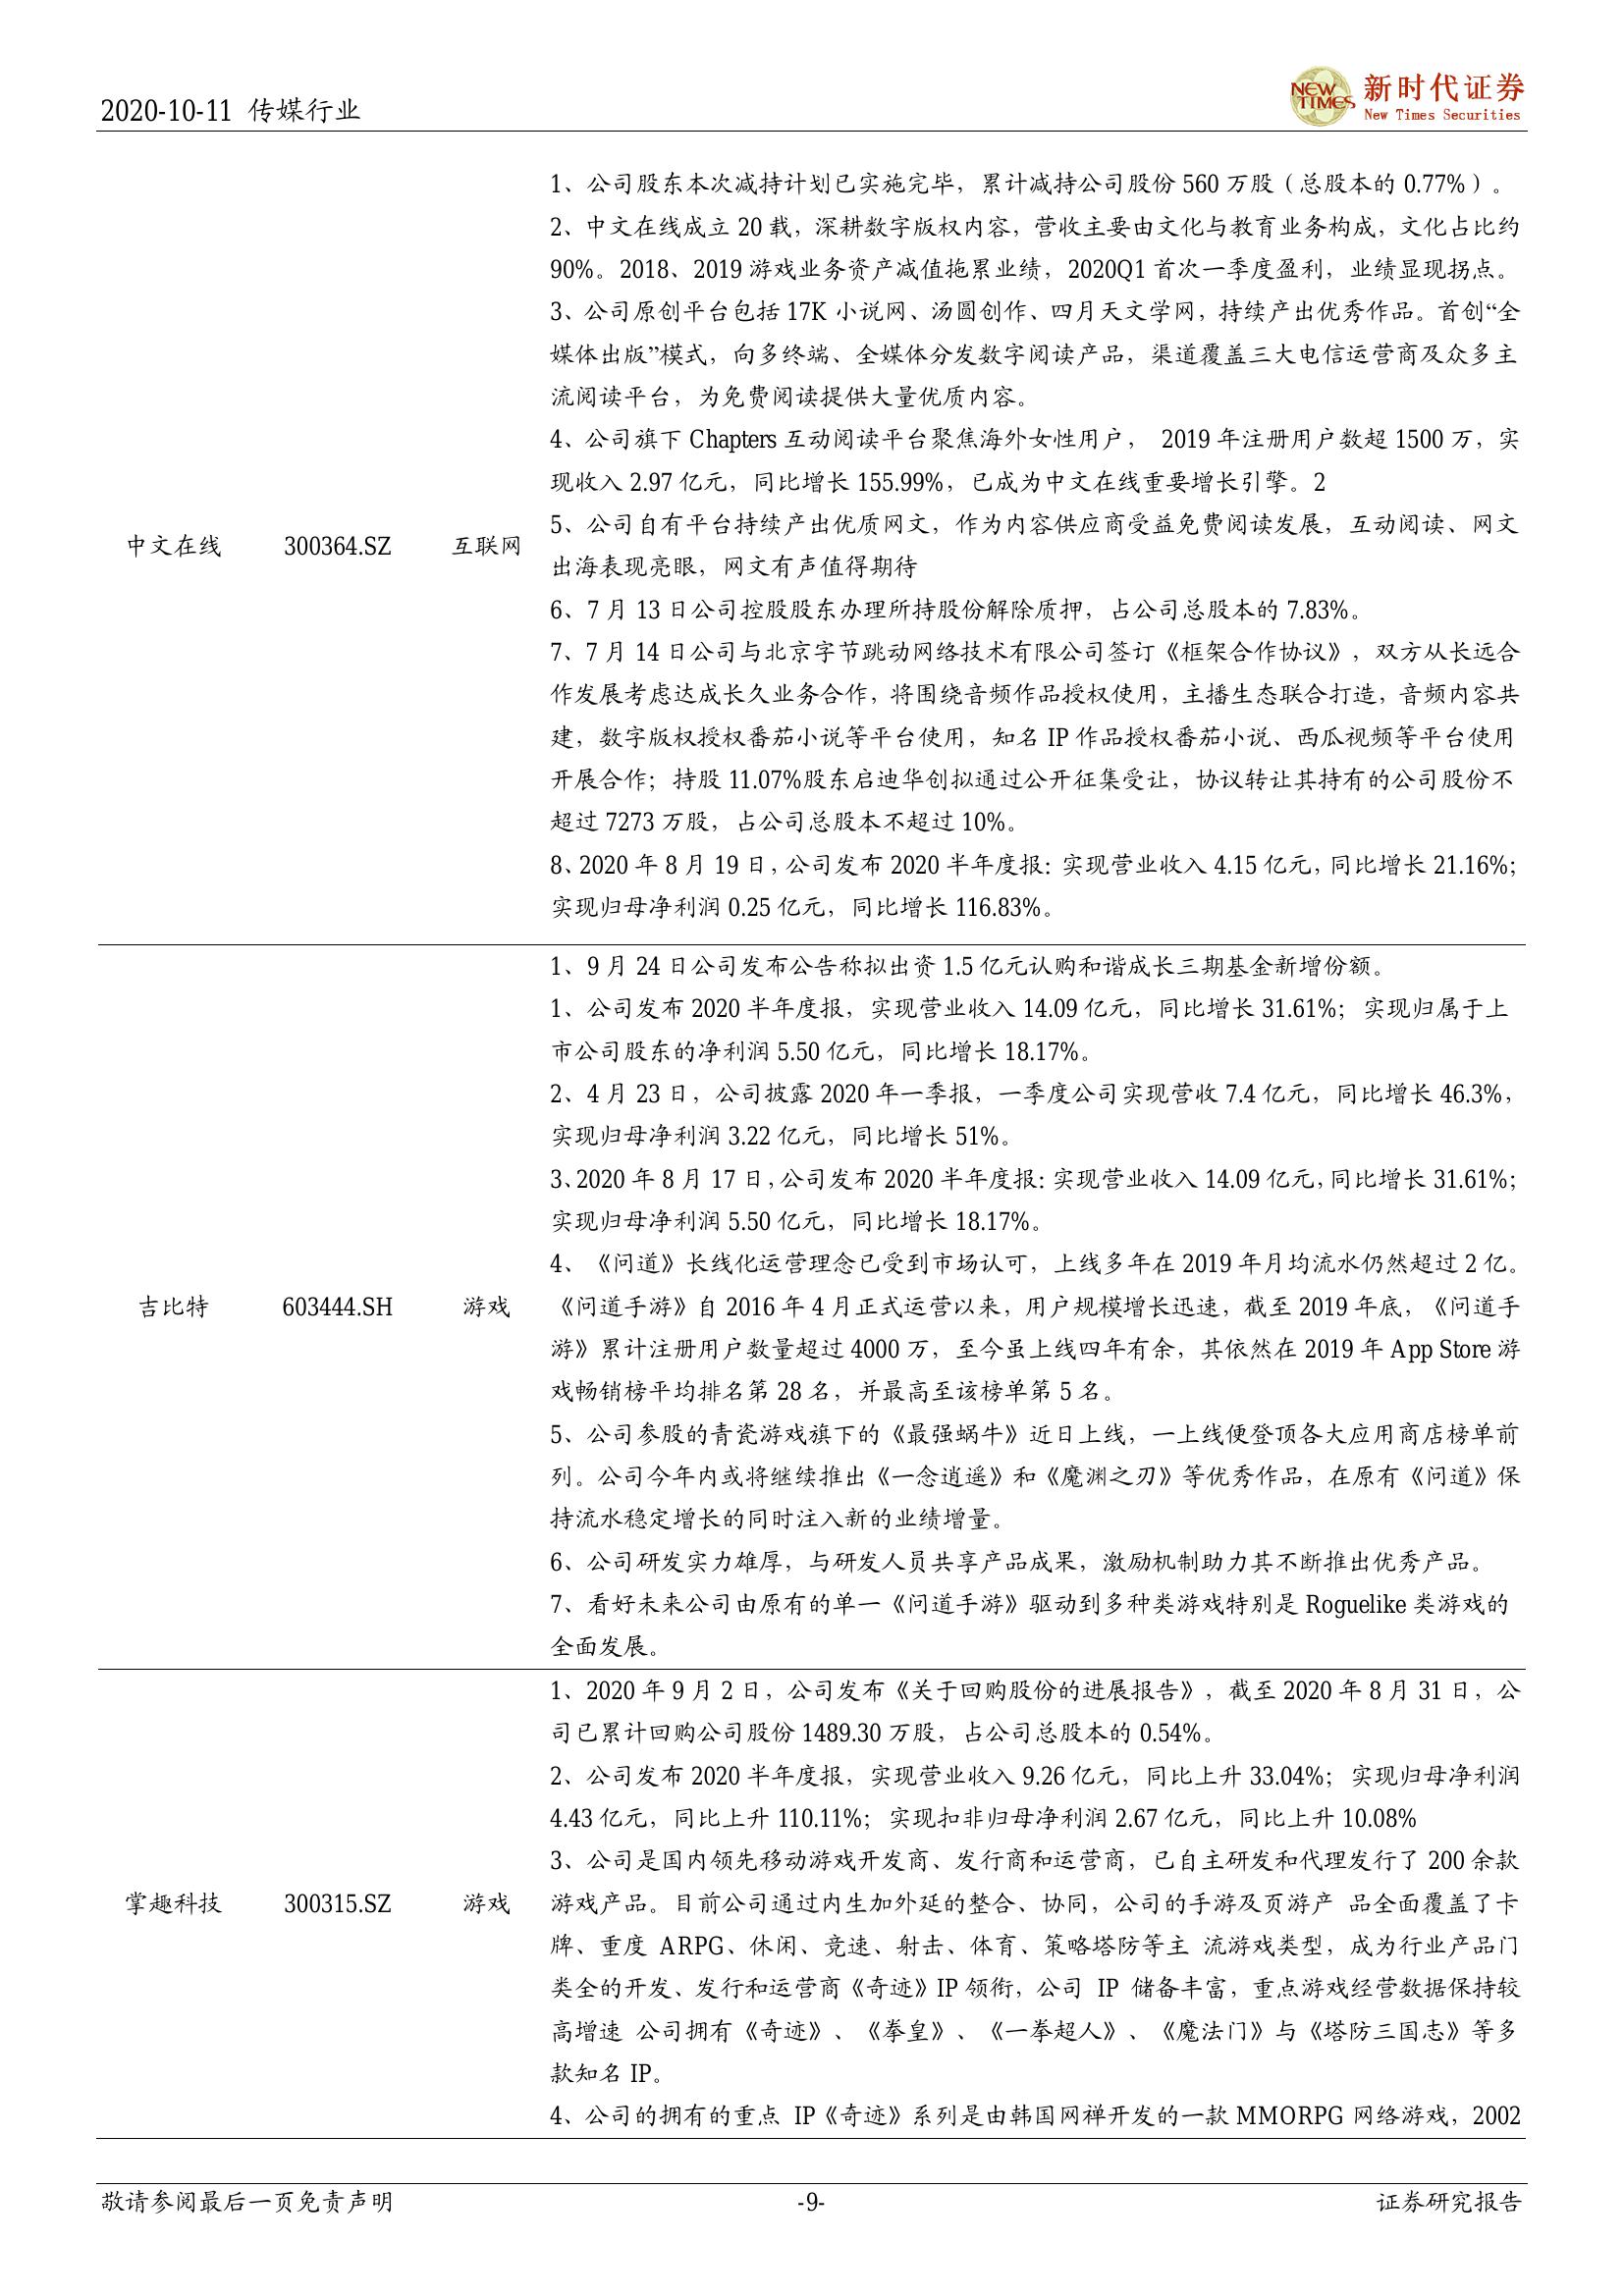 2020-10-11 传媒行业
NEW TIMES 新时代证券
New Times Securities
1、公司股东本次减持计划已实施完毕，累计减持公司股份 560 万股（总股本的 0.77%）。
2、中文在线成立 20 载，深耕数字版权内容，营收主要由文化与教育业务构成，文化占比约
90%。2018、2019 游戏业务资产减值拖累业绩，2020Q1 首次一季度盈利，业绩显现拐点。
3、公司原创平台包括 17K 小说网、汤圆创作、四月天文学网，持续产出优秀作品。首创“全
媒体出版”模式，向多终端、全媒体分发数字阅读产品，渠道覆盖三大电信运营商及众多主
流阅读平台，为免费阅读提供大量优质内容。
4、公司旗下 Chapters 互动阅读平台聚焦海外女性用户， 2019 年注册用户数超 1500 万，实
现收入 2.97 亿元，同比增长 155.99%，已成为中文在线重要增长引擎。2
5、公司自有平台持续产出优质网文，作为内容供应商受益免费阅读发展，互动阅读、网文
中文在线 300364.SZ 互联网
出海表现亮眼，网文有声值得期待
6、7 月 13 日公司控股股东办理所持股份解除质押，占公司总股本的 7.83%。
7、7 月 14 日公司与北京字节跳动网络技术有限公司签订《框架合作协议》，双方从长远合
作发展考虑达成长久业务合作，将围绕音频作品授权使用，主播生态联合打造，音频内容共
建，数字版权授权番茄小说等平台使用，知名 IP 作品授权番茄小说、西瓜视频等平台使用
开展合作；持股 11.07%股东启迪华创拟通过公开征集受让，协议转让其持有的公司股份不
超过 7273 万股，占公司总股本不超过 10%。
8、2020 年 8 月 19 日，公司发布 2020 半年度报：实现营业收入 4.15 亿元，同比增长 21.16%；
实现归母净利润 0.25 亿元，同比增长 116.83%。
1、9 月 24 日公司发布公告称拟出资 1.5 亿元认购和谐成长三期基金新增份额。
1、公司发布 2020 半年度报，实现营业收入 14.09 亿元，同比增长 31.61%；实现归属于上
市公司股东的净利润 5.50 亿元，同比增长 18.17%。
2、4 月 23 日，公司披露 2020 年一季报，一季度公司实现营收 7.4 亿元，同比增长 46.3%，
实现归母净利润 3.22 亿元，同比增长 51%。
3、2020 年 8 月 17 日，公司发布 2020 半年度报：实现营业收入 14.09 亿元，同比增长 31.61%；
实现归母净利润 5.50 亿元，同比增长 18.17%。
4、《问道》长线化运营理念已受到市场认可，上线多年在 2019 年月均流水仍然超过 2 亿。
吉比特 603444.SH 游戏 《问道手游》自 2016 年 4 月正式运营以来，用户规模增长迅速，截至 2019 年底，《问道手
游》累计注册用户数量超过 4000 万，至今虽上线四年有余，其依然在 2019 年 App Store 游
戏畅销榜平均排名第 28 名，并最高至该榜单第 5 名。
5、公司参股的青瓷游戏旗下的《最强蜗牛》近日上线，一上线便登顶各大应用商店榜单前
列。公司今年内或将继续推出《一念逍遥》和《魔渊之刃》等优秀作品，在原有《问道》保
持流水稳定增长的同时注入新的业绩增量。
6、公司研发实力雄厚，与研发人员共享产品成果，激励机制助力其不断推出优秀产品。
7、看好未来公司由原有的单一《问道手游》驱动到多种类游戏特别是 Roguelike 类游戏的
全面发展。
1、2020 年 9 月 2 日，公司发布《关于回购股份的进展报告》，截至 2020 年 8 月 31 日，公
司已累计回购公司股份 1489.30 万股，占公司总股本的 0.54%。
2、公司发布 2020 半年度报，实现营业收入 9.26 亿元，同比上升 33.04%；实现归母净利润
4.43 亿元，同比上升 110.11%；实现扣非归母净利润 2.67 亿元，同比上升 10.08%
3、公司是国内领先移动游戏开发商、发行商和运营商，已自主研发和代理发行了 200 余款
掌趣科技 300315.SZ 游戏 游戏产品。目前公司通过内生加外延的整合、协同，公司的手游及页游产 品全面覆盖了卡
牌、重度 ARPG、休闲、竞速、射击、体育、策略塔防等主 流游戏类型，成为行业产品门
类全的开发、发行和运营商《奇迹》IP 领衔，公司 IP 储备丰富，重点游戏经营数据保持较
高增速 公司拥有《奇迹》、《拳皇》、《一拳超人》、《魔法门》与《塔防三国志》等多
款知名 IP。
4、公司的拥有的重点 IP《奇迹》系列是由韩国网禅开发的一款 MMORPG 网络游戏，2002
敬请参阅最后一页免责声明 -9- 证券研究报告